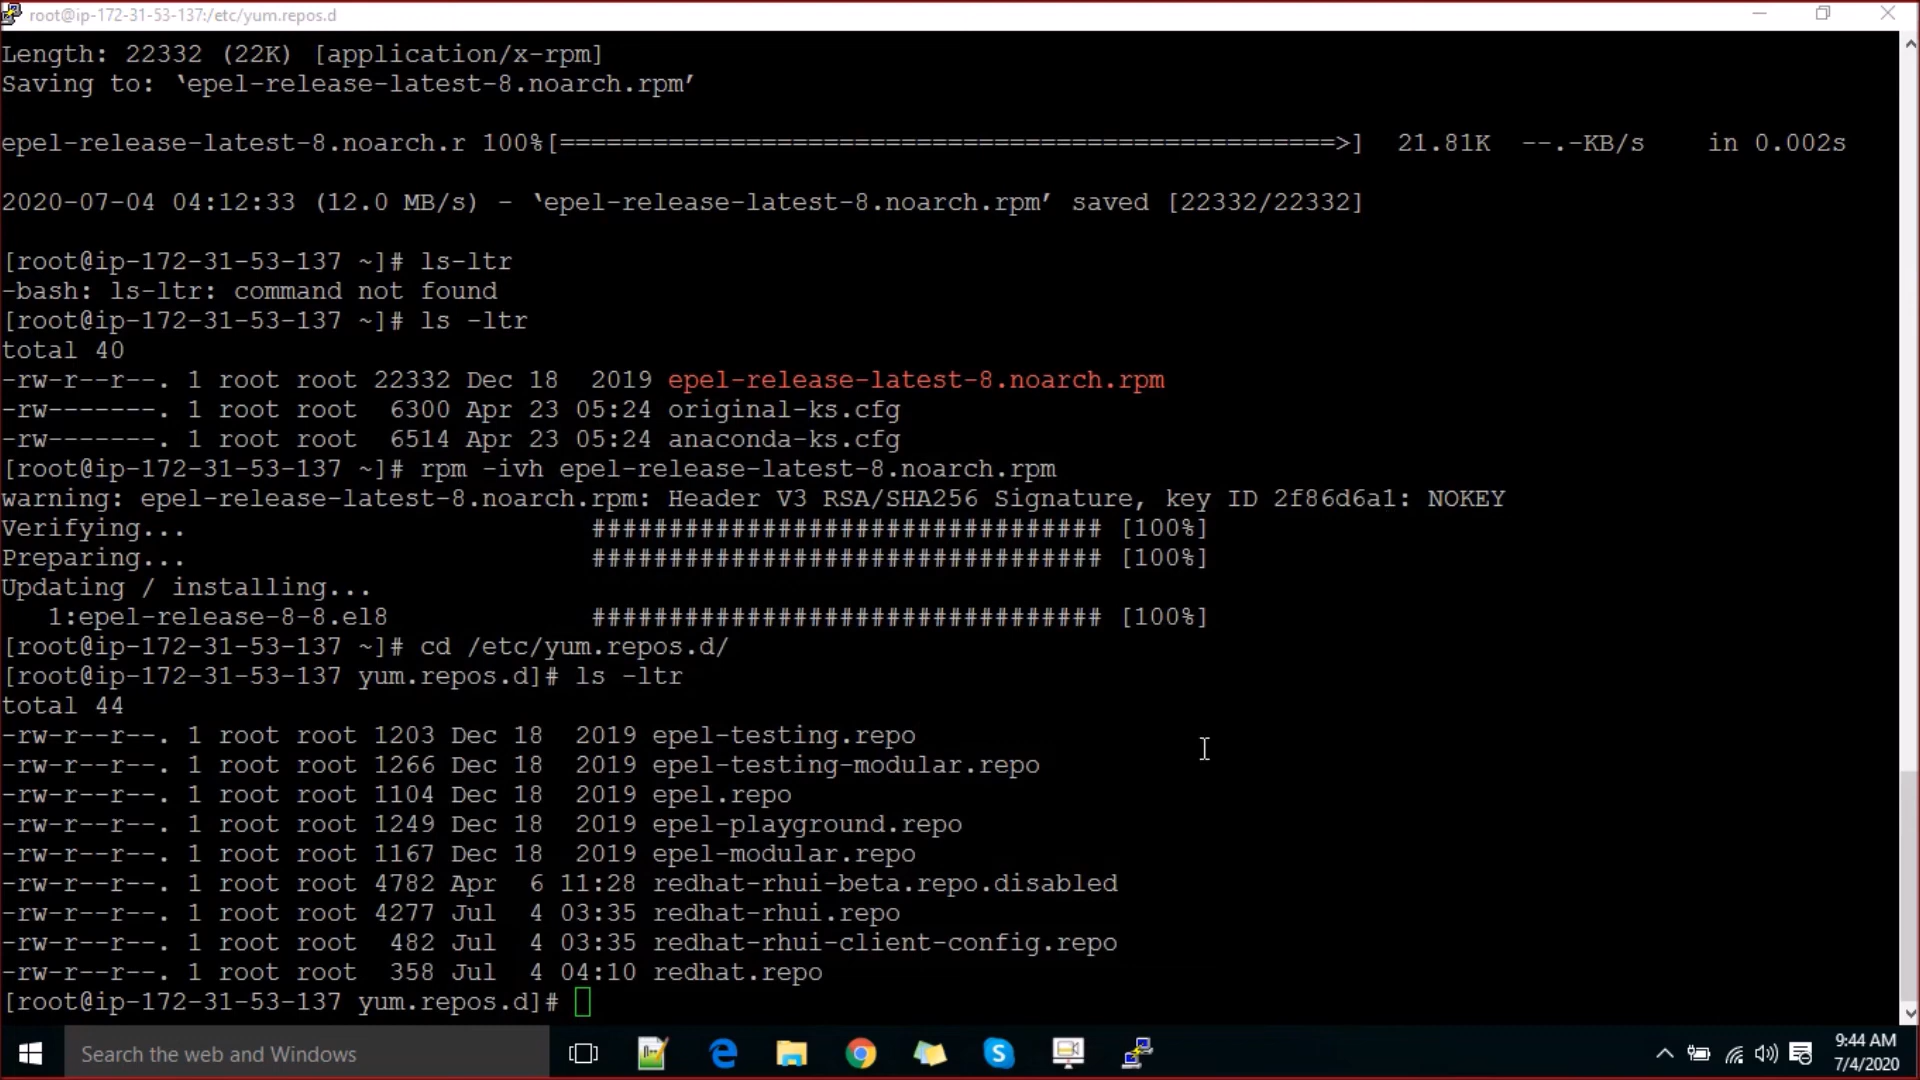 root@ip-172-31-53-137:/etc/yum.repos.d
Length: 22332 (22K) [application/x-rpm]
Saving to: ‘epel-release-latest-8.noarch.rpm’
epel-release-latest-8.noarch.r 100%[==================================================>] 21.81K --.-KB/s in 0.002s
2020-07-04 04:12:33 (12.0 MB/s) - ‘epel-release-latest-8.noarch.rpm’ saved [22332/22332]
[root@ip-172-31-53-137 ~]# ls-ltr
-bash: ls-ltr: command not found
[root@ip-172-31-53-137 ~]# ls -ltr
total 40
-rw-r--r--. 1 root root 22332 Dec 18 2019 epel-release-latest-8.noarch.rpm
-rw-------. 1 root root 6300 Apr 23 05:24 original-ks.cfg
-rw-------. 1 root root 6514 Apr 23 05:24 anaconda-ks.cfg
[root@ip-172-31-53-137 ~]# rpm -ivh epel-release-latest-8.noarch.rpm
warning: epel-release-latest-8.noarch.rpm: Header V3 RSA/SHA256 Signature, key ID 2f86d6a1: NOKEY
Verifying... ################################# [100%]
Preparing... ################################# [100%]
Updating / installing...
1:epel-release-8-8.el8 ################################# [100%]
[root@ip-172-31-53-137 ~]# cd /etc/yum.repos.d/
[root@ip-172-31-53-137 yum.repos.d]# ls -ltr
total 44
-rw-r--r--. 1 root root 1203 Dec 18 2019 epel-testing.repo
-rw-r--r--. 1 root root 1266 Dec 18 2019 epel-testing-modular.repo
-rw-r--r--. 1 root root 1104 Dec 18 2019 epel.repo
-rw-r--r--. 1 root root 1249 Dec 18 2019 epel-playground.repo
-rw-r--r--. 1 root root 1167 Dec 18 2019 epel-modular.repo
-rw-r--r--. 1 root root 4782 Apr 6 11:28 redhat-rhui-beta.repo.disabled
-rw-r--r--. 1 root root 4277 Jul 4 03:35 redhat-rhui.repo
-rw-r--r--. 1 root root 482 Jul 4 03:35 redhat-rhui-client-config.repo
-rw-r--r--. 1 root root 358 Jul 4 04:10 redhat.repo
[root@ip-172-31-53-137 yum.repos.d]#
Search the web and Windows
9:44 AM
7/4/2020